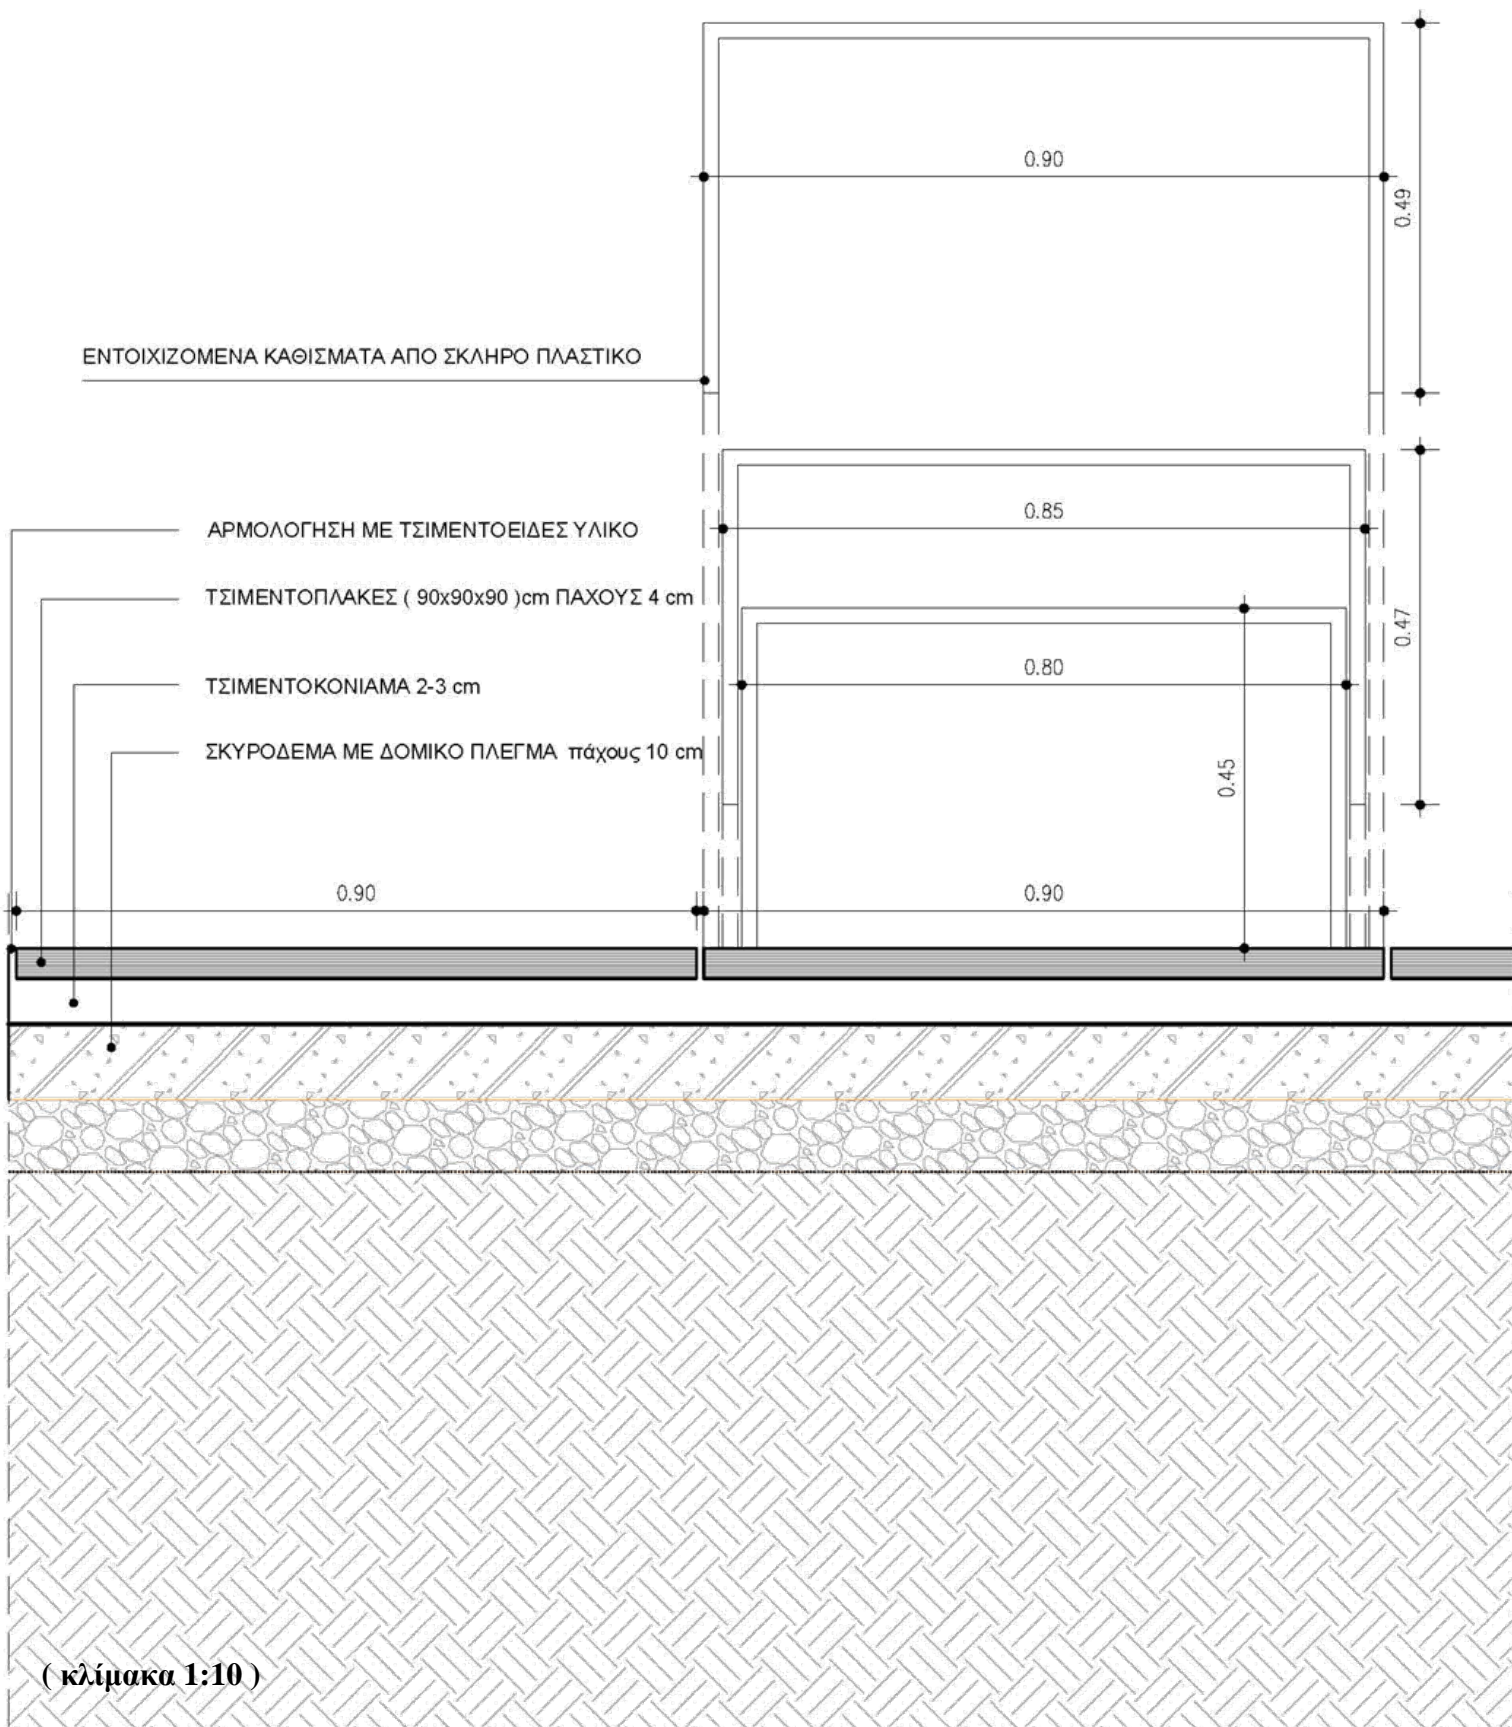 0.90
0.49
ΕΝΤΟΙΧΙΖΟΜΕΝΑ ΚΑΘΙΣΜΑΤΑ ΑΠΟ ΣΚΛΗΡΟ ΠΛΑΣΤΙΚΟ
0.85
ΑΡΜΟΛΟΓΗΣΗ ΜΕ ΤΣΙΜΕΝΤΟΕΙΔΕΣ ΥΛΙΚΟ
ΤΣΙΜΕΝΤΟΠΛΑΚΕΣ ( 90x90x90 )cm ΠΑΧΟΥΣ 4 cm
0.47
0.80
ΤΣΙΜΕΝΤΟΚΟΝΙΑΜΑ 2-3 cm
ΣΚΥΡΟΔΕΜΑ ΜΕ ΔΟΜΙΚΟ ΠΛΕΓΜΑ πάχους 10 cm
0.45
0.90
0.90
( κλίμακα 1:10 )